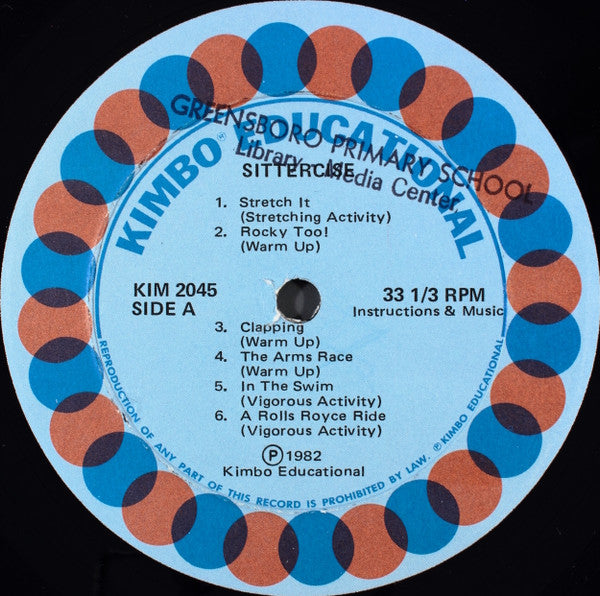 KIMBO® EDUCATIONAL
GREENSBORO PRIMARY SCHOOL
Library - Media Center
SITTERCISE
1. Stretch It
(Stretching Activity)
2. Rocky Too!
(Warm Up)
KIM 2045
SIDE A
33 1/3 RPM
Instructions & Music
3. Clapping
(Warm Up)
4. The Arms Race
(Warm Up)
5. In The Swim
(Vigorous Activity)
6. A Rolls Royce Ride
(Vigorous Activity)
Ⓟ1982
Kimbo Educational
REPRODUCTION OF ANY PART OF THIS RECORD IS PROHIBITED BY LAW. ℗ KIMBO EDUCATIONAL